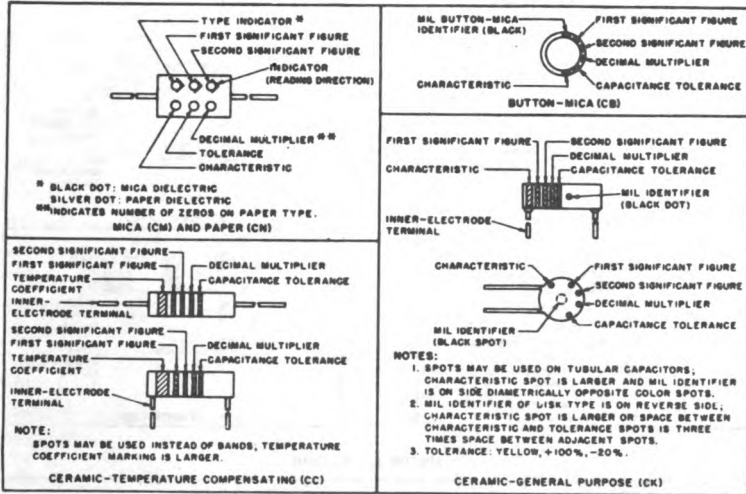 TYPE INDICATOR *
FIRST SIGNIFICANT FIGURE
SECOND SIGNIFICANT FIGURE
INDICATOR
(READING DIRECTION)
DECIMAL MULTIPLIER **
TOLERANCE
CHARACTERISTIC
* BLACK DOT: MICA DIELECTRIC
SILVER DOT: PAPER DIELECTRIC
**INDICATES NUMBER OF ZEROS ON PAPER TYPE.
MICA (CM) AND PAPER (CN)
MIL BUTTON-MICA
IDENTIFIER (BLACK)
FIRST SIGNIFICANT FIGURE
SECOND SIGNIFICANT FIGURE
DECIMAL MULTIPLIER
CHARACTERISTIC
CAPACITANCE TOLERANCE
BUTTON-MICA (CB)
SECOND SIGNIFICANT FIGURE
FIRST SIGNIFICANT FIGURE
DECIMAL MULTIPLIER
TEMPERATURE
COEFFICIENT
CAPACITANCE TOLERANCE
INNER-
ELECTRODE TERMINAL
SECOND SIGNIFICANT FIGURE
FIRST SIGNIFICANT FIGURE
DECIMAL MULTIPLIER
TEMPERATURE
COEFFICIENT
CAPACITANCE TOLERANCE
INNER-ELECTRODE
TERMINAL
NOTE:
SPOTS MAY BE USED INSTEAD OF BANDS; TEMPERATURE
COEFFICIENT MARKING IS LARGER.
CERAMIC-TEMPERATURE COMPENSATING (CC)
FIRST SIGNIFICANT FIGURE
SECOND SIGNIFICANT FIGURE
DECIMAL MULTIPLIER
CHARACTERISTIC
CAPACITANCE TOLERANCE
MIL IDENTIFIER
(BLACK DOT)
INNER-ELECTRODE
TERMINAL
CHARACTERISTIC
FIRST SIGNIFICANT FIGURE
SECOND SIGNIFICANT FIGURE
DECIMAL MULTIPLIER
CAPACITANCE TOLERANCE
MIL IDENTIFIER
(BLACK SPOT)
NOTES:
1. SPOTS MAY BE USED ON TUBULAR CAPACITORS;
CHARACTERISTIC SPOT IS LARGER AND MIL IDENTIFIER
IS ON SIDE DIAMETRICALLY OPPOSITE COLOR SPOTS.
2. MIL IDENTIFIER OF DISK TYPE IS ON REVERSE SIDE;
CHARACTERISTIC SPOT IS LARGER OR SPACE BETWEEN
CHARACTERISTIC AND TOLERANCE SPOTS IS THREE
TIMES SPACE BETWEEN ADJACENT SPOTS.
3. TOLERANCE: YELLOW, +100%, -20%.
CERAMIC-GENERAL PURPOSE (CK)